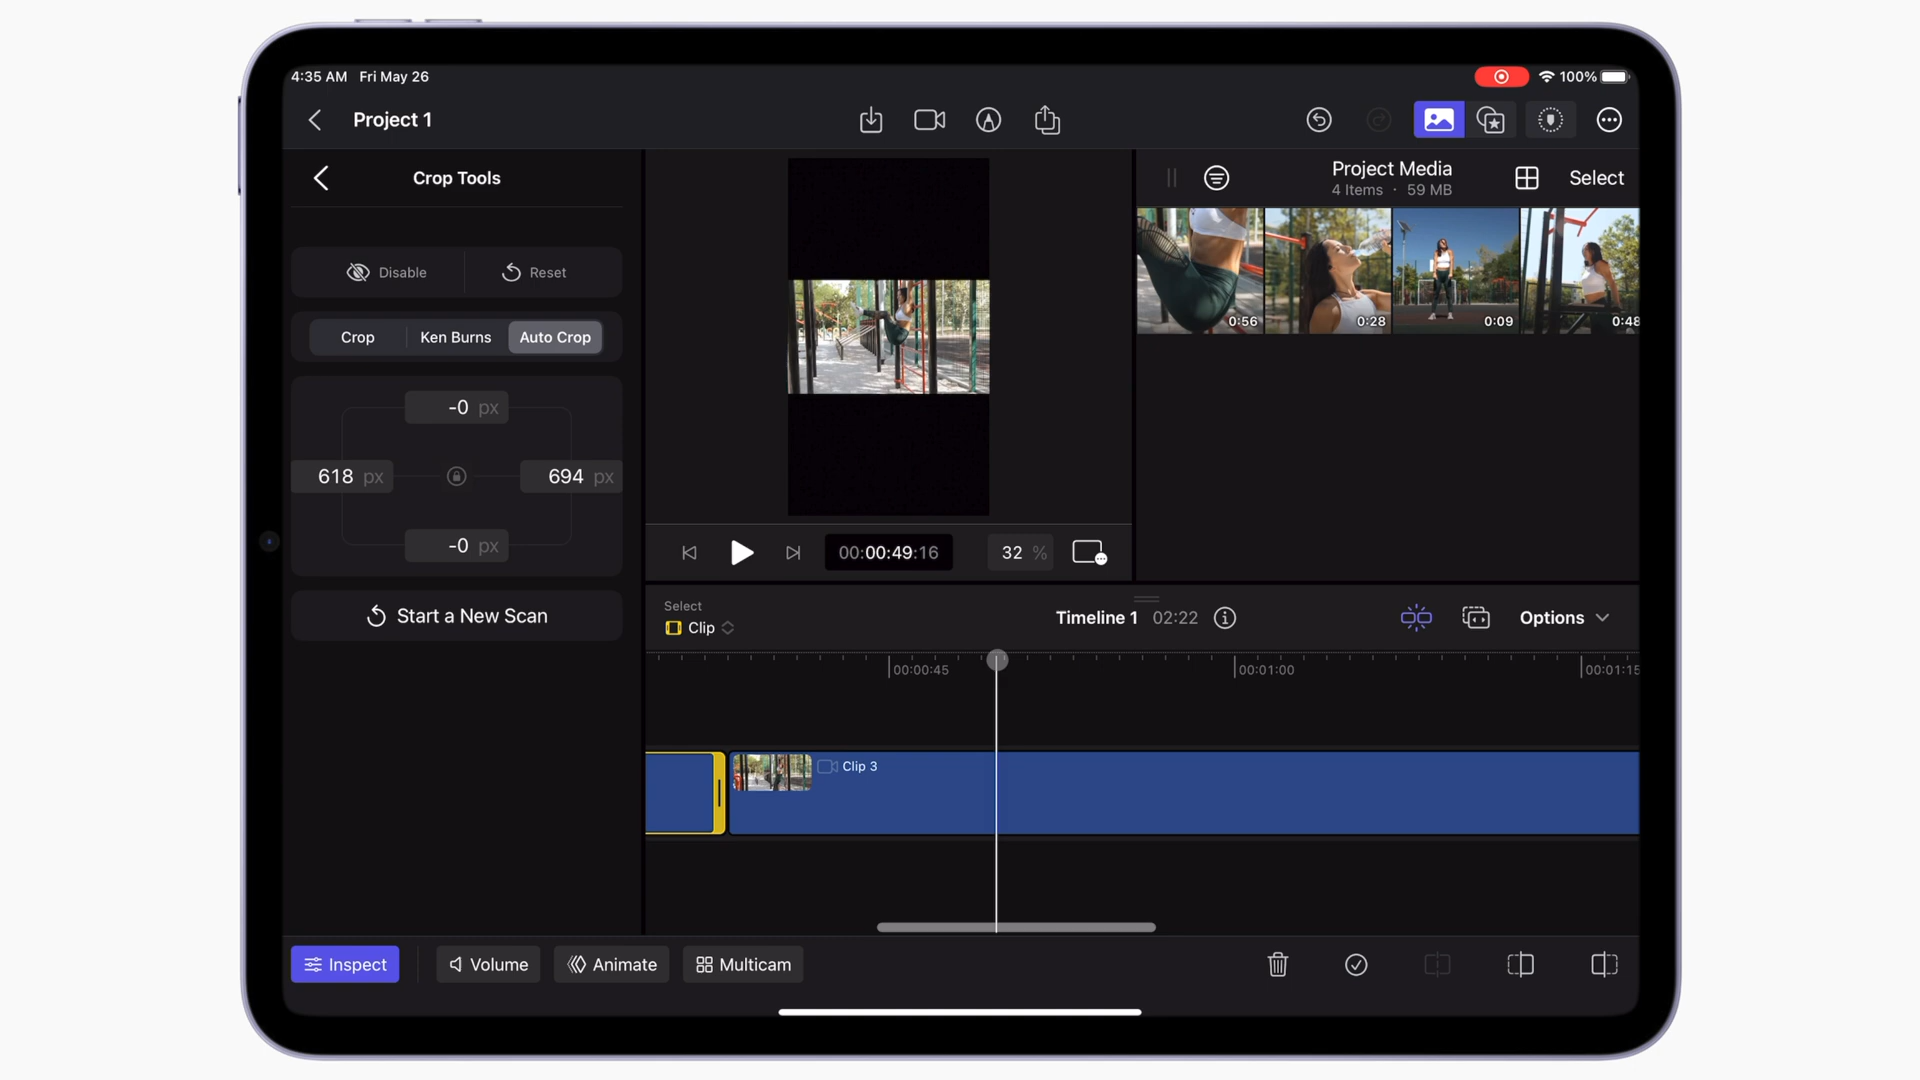 4:35 AM Fri May 26
100%
Project 1
Crop Tools
Disable
Reset
Crop
Ken Burns
Auto Crop
-0 px
618 px
694 px
-0 px
Start a New Scan
00:00:49:16
32 %
Project Media
4 Items · 59 MB
Select
0:56
0:28
0:09
0:48
Select
Clip
Timeline 1 02:22
Options
00:00:45
00:01:00
00:01:15
Clip 3
Inspect
Volume
Animate
Multicam